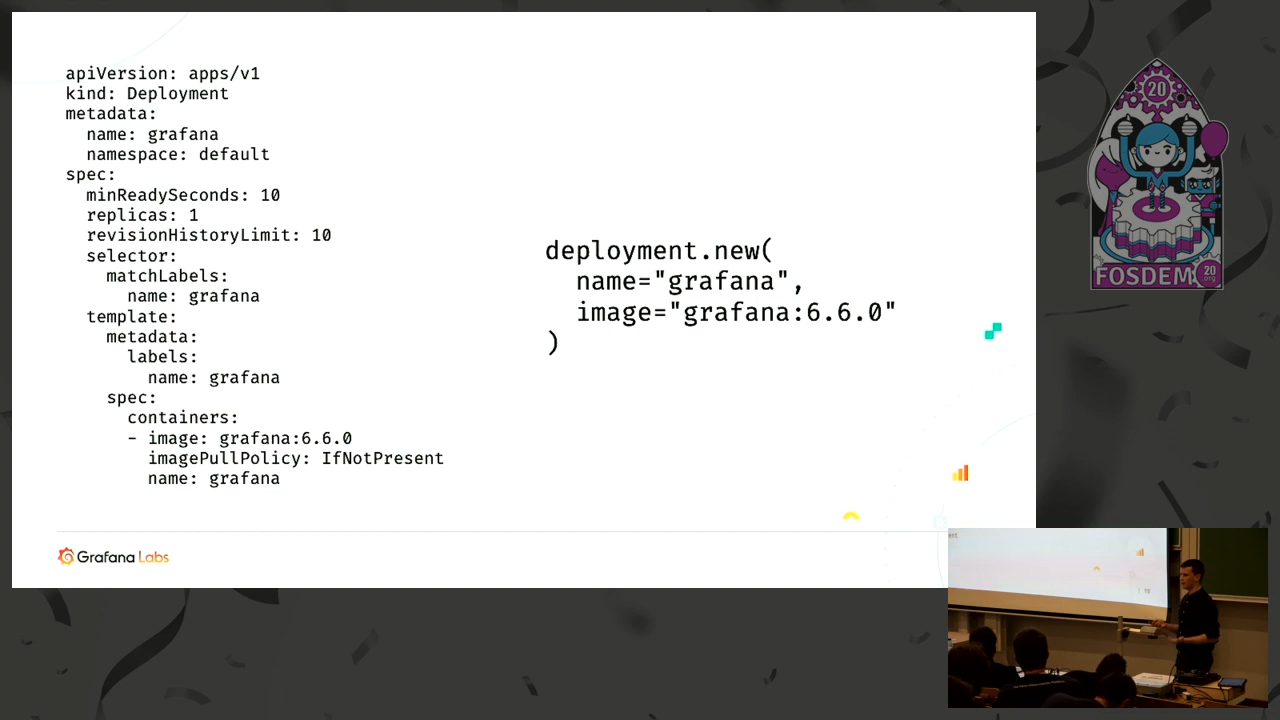 apiVersion: apps/v1
kind: Deployment
metadata:
  name: grafana
  namespace: default
spec:
  minReadySeconds: 10
  replicas: 1
  revisionHistoryLimit: 10
  selector:
    matchLabels:
      name: grafana
  template:
    metadata:
      labels:
        name: grafana
    spec:
      containers:
      - image: grafana:6.6.0
        imagePullPolicy: IfNotPresent
        name: grafana
deployment.new(
  name="grafana",
  image="grafana:6.6.0"
)
Grafana Labs
20
FOSDEM
20
.org